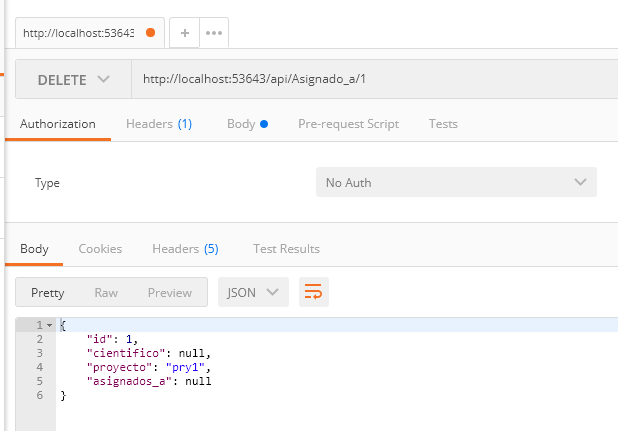 http://localhost:53643
+ •••
DELETE http://localhost:53643/api/Asignado_a/1
Authorization Headers (1) Body Pre-request Script Tests
Type No Auth
Body Cookies Headers (5) Test Results
Pretty Raw Preview JSON
1 {
2 "id": 1,
3 "cientifico": null,
4 "proyecto": "pry1",
5 "asignados_a": null
6 }